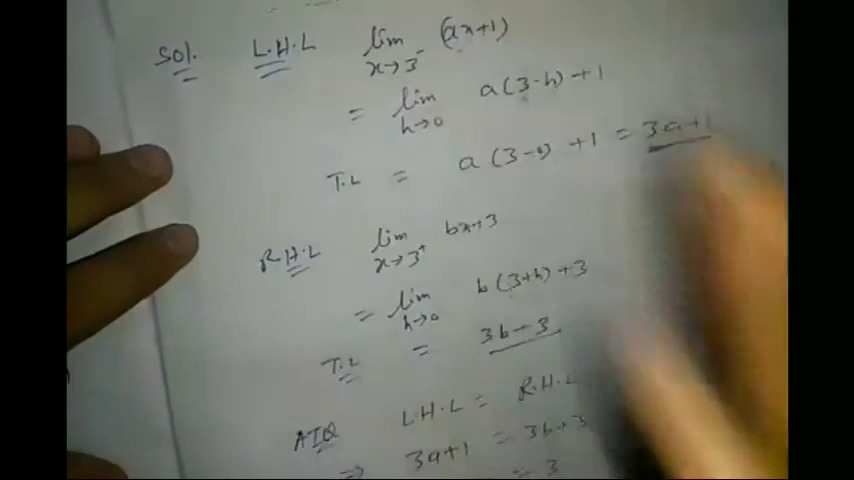 Sol. L.H.L lim x→3⁻ (ax+1)
= lim h→0 a(3-h)+1
T.L = a(3-0) +1 = 3a+1
R.H.L lim x→3⁺ bx+3
= lim h→0 b(3+h)+3
T.L = 3b+3
AIQ L.H.L = R.H.L
⇒ 3a+1 = 3b+3
= 3